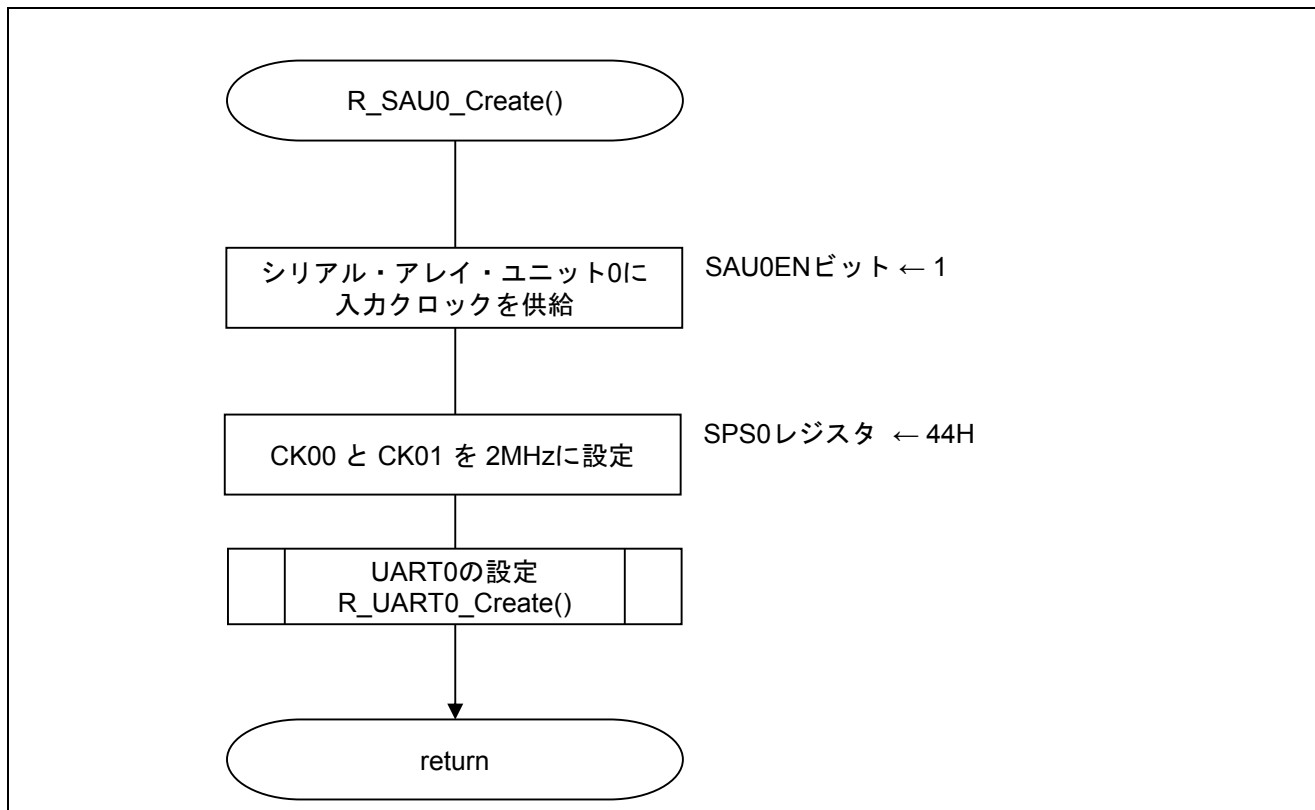 R_SAU0_Create()
シリアル・アレイ・ユニット0に
入力クロックを供給
SAU0ENビット ← 1
CK00 と CK01 を 2MHzに設定
SPS0レジスタ ← 44H
UART0の設定
R_UART0_Create()
return